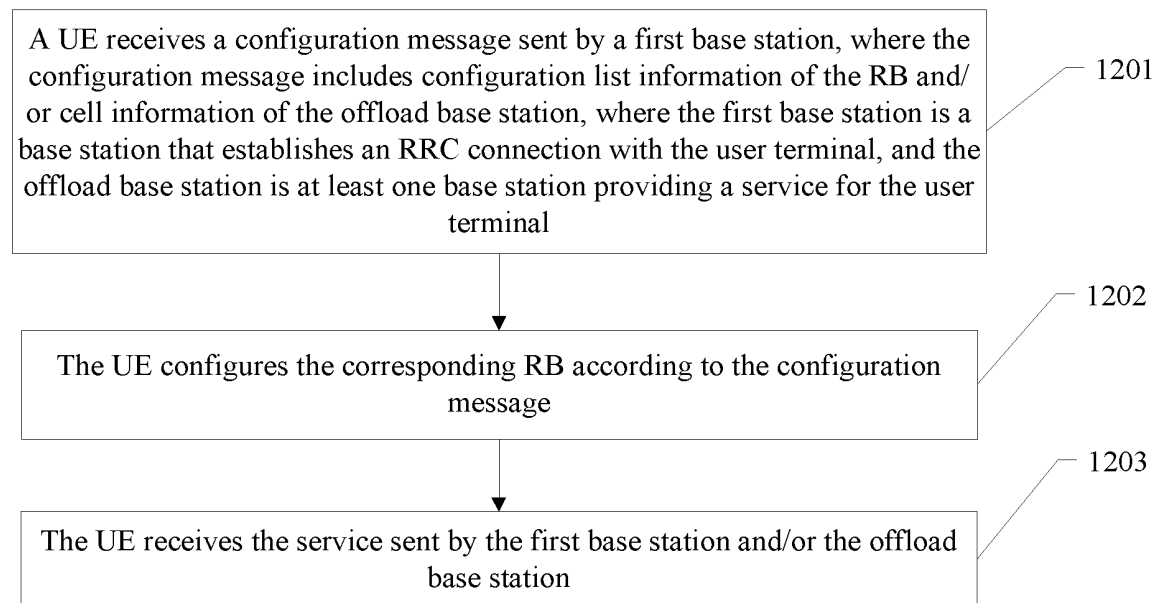 A UE receives a configuration message sent by a first base station, where the
configuration message includes configuration list information of the RB and/
or cell information of the offload base station, where the first base station is a
base station that establishes an RRC connection with the user terminal, and the
offload base station is at least one base station providing a service for the user
terminal
1201
The UE configures the corresponding RB according to the configuration
message
1202
The UE receives the service sent by the first base station and/or the offload
base station
1203